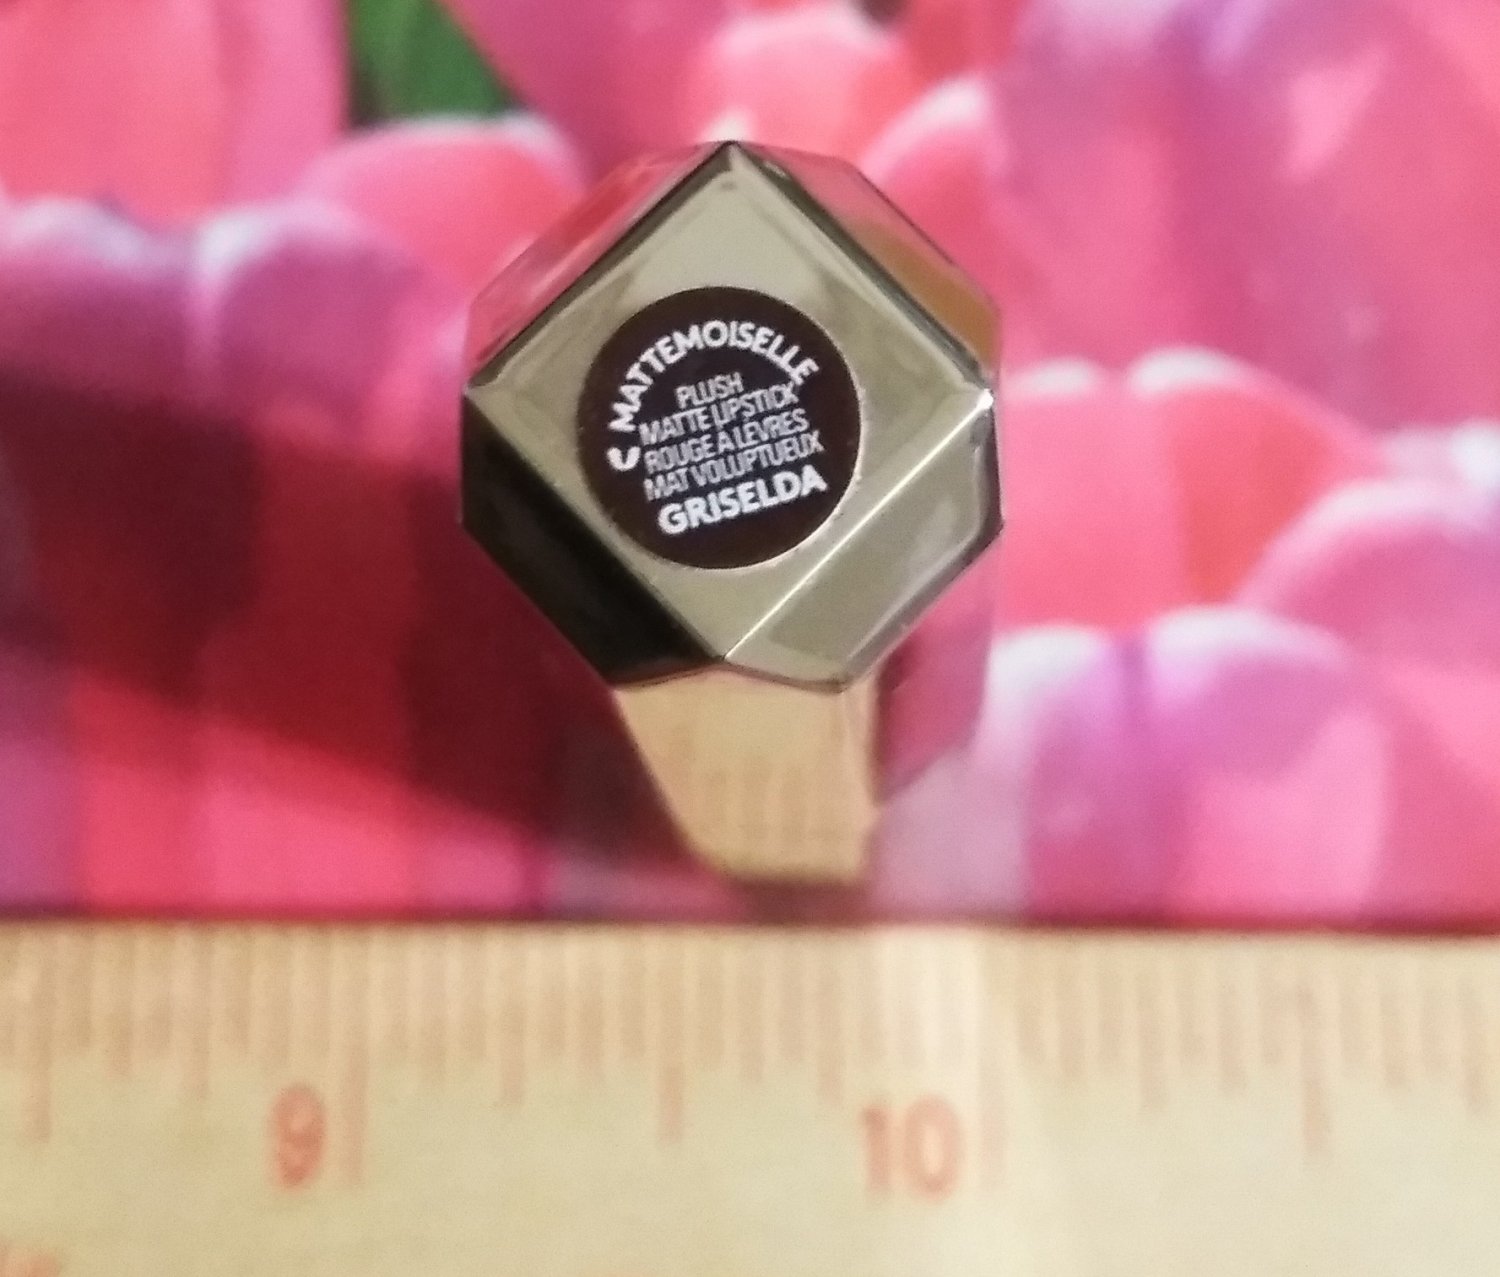 MATTEMOISELLE
PLUSH
MATTE LIPSTICK
ROUGE À LÈVRES
MAT VOLUPTUEUX
GRISELDA
9 10